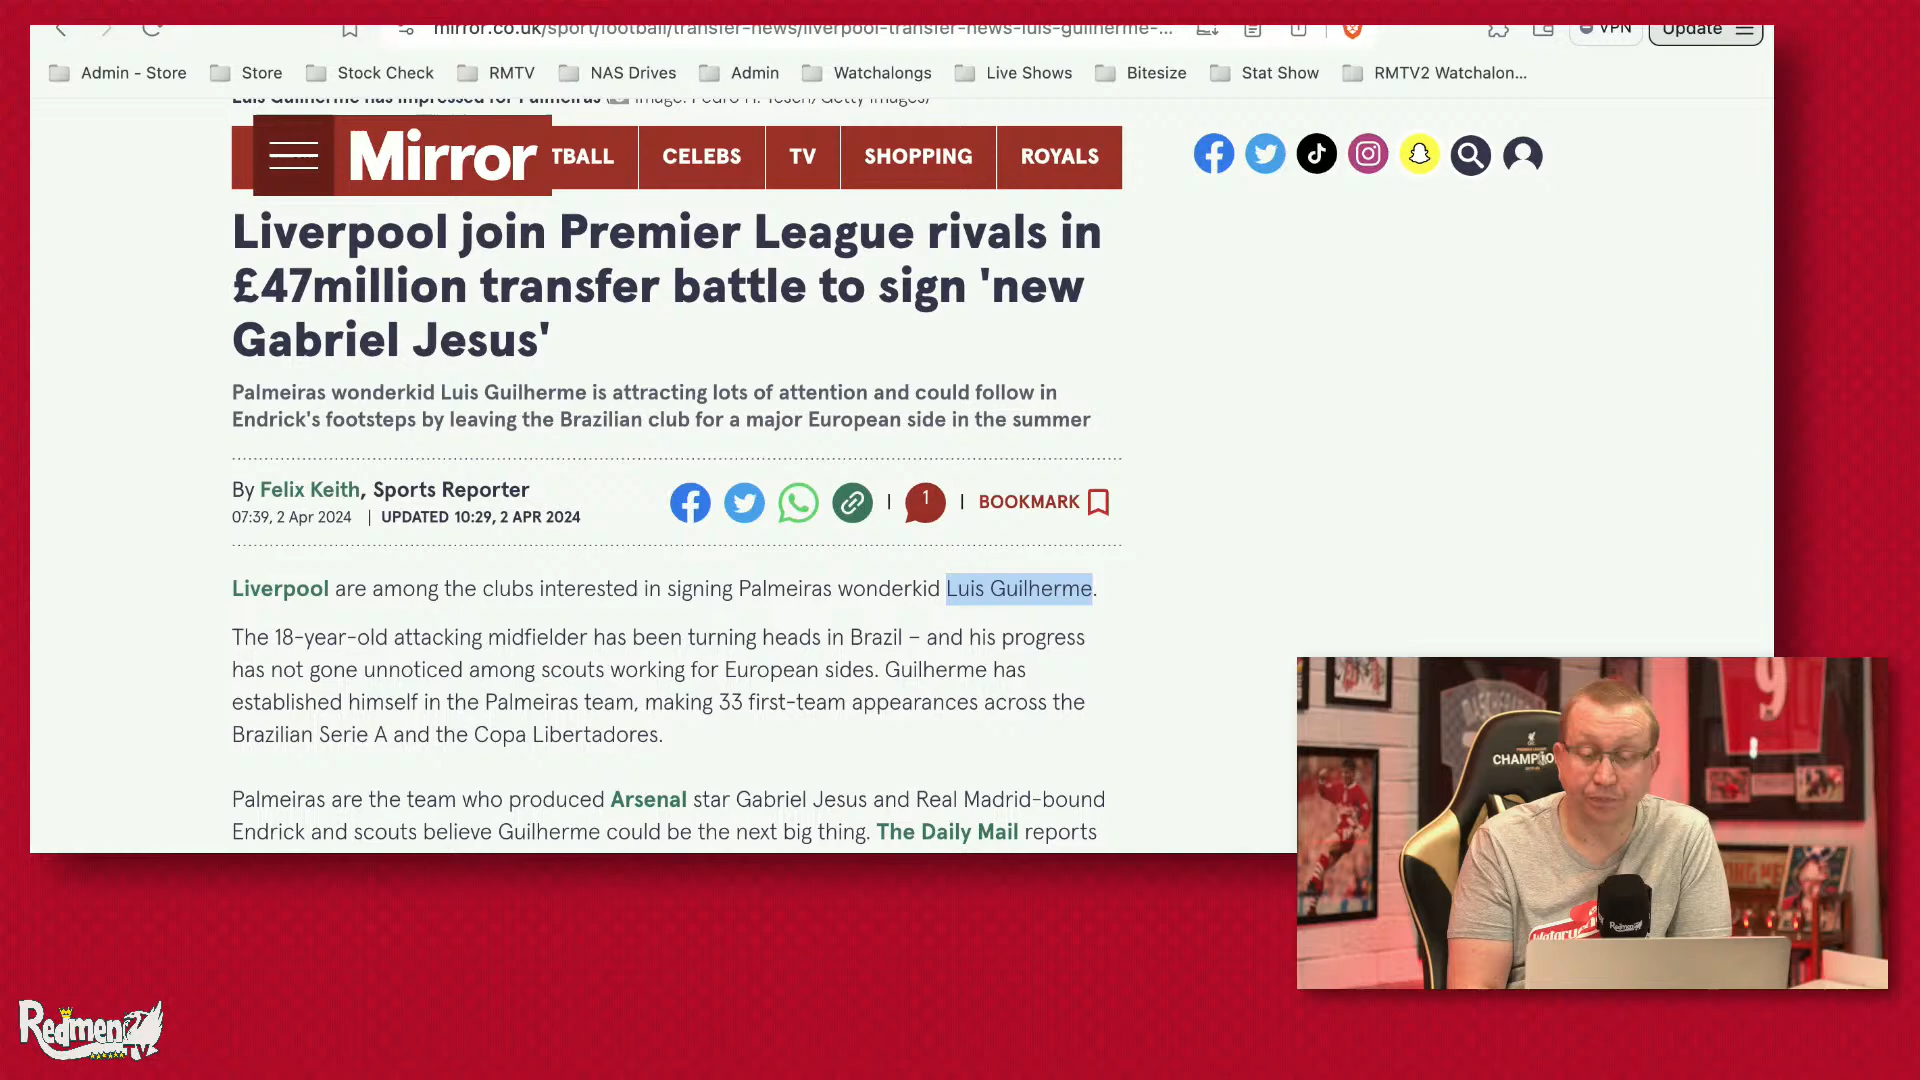 mirror.co.uk/sport/football/transfer-news/liverpool-transfer-news-luis-guilherme-...
VPN
Update
Admin - Store
Store
Stock Check
RMTV
NAS Drives
Admin
Watchalongs
Live Shows
Bitesize
Stat Show
RMTV2 Watchalon...
Luis Guilherme has impressed for Palmeiras (Image: Pedro H. Tesch/Getty Images)
Mirror
TBALL
CELEBS
TV
SHOPPING
ROYALS
Liverpool join Premier League rivals in
£47million transfer battle to sign 'new
Gabriel Jesus'
Palmeiras wonderkid Luis Guilherme is attracting lots of attention and could follow in
Endrick's footsteps by leaving the Brazilian club for a major European side in the summer
By Felix Keith, Sports Reporter
07:39, 2 Apr 2024 | UPDATED 10:29, 2 APR 2024
1
BOOKMARK
Liverpool are among the clubs interested in signing Palmeiras wonderkid Luis Guilherme.
The 18-year-old attacking midfielder has been turning heads in Brazil – and his progress
has not gone unnoticed among scouts working for European sides. Guilherme has
established himself in the Palmeiras team, making 33 first-team appearances across the
Brazilian Serie A and the Copa Libertadores.
Palmeiras are the team who produced Arsenal star Gabriel Jesus and Real Madrid-bound
Endrick and scouts believe Guilherme could be the next big thing. The Daily Mail reports
9
CHAMPIO
Redmen
Redmen TV